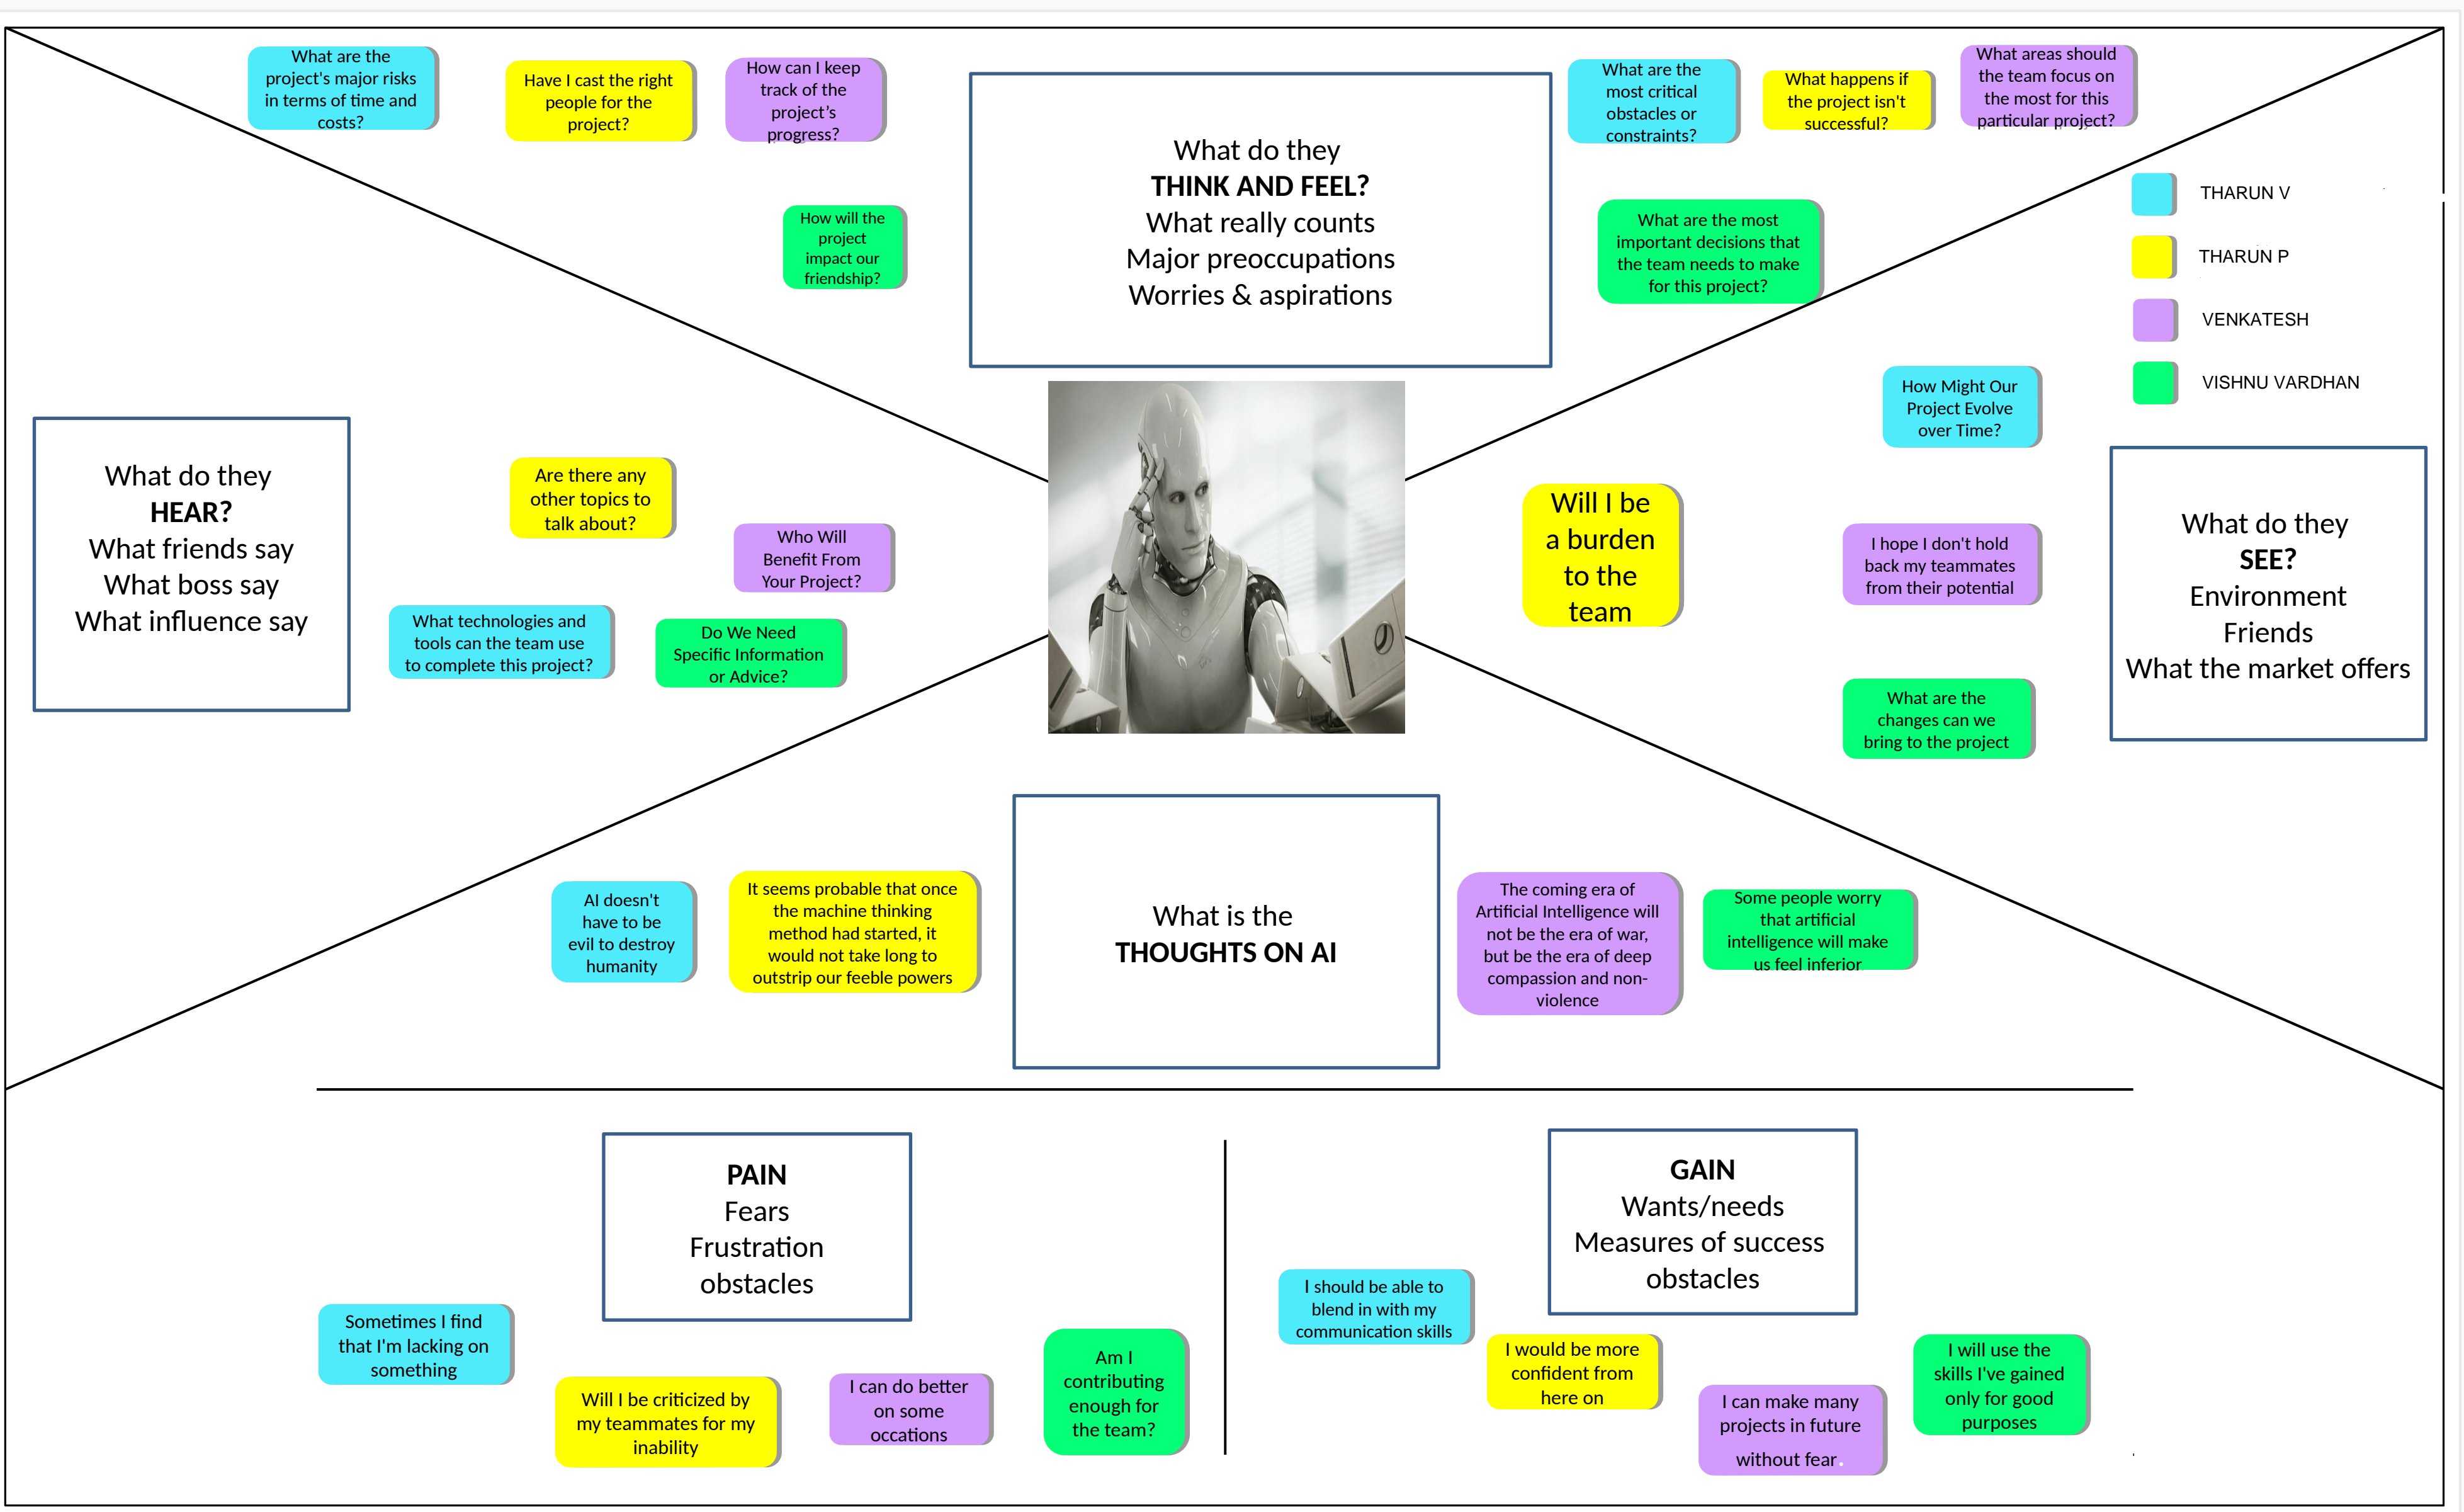 What are the
project's major risks
in terms of time and
costs?
Have I cast the right
people for the
project?
How can I keep
track of the
project’s
progress?
How will the
project
impact our
friendship?
What do they
THINK AND FEEL?
What really counts
Major preoccupations
Worries & aspirations
What are the
most critical
obstacles or
constraints?
What happens if
the project isn't
successful?
What areas should
the team focus on
the most for this
particular project?
What are the most
important decisions that
the team needs to make
for this project?
THARUN V
THARUN P
VENKATESH
VISHNU VARDHAN
What do they
HEAR?
What friends say
What boss say
What influence say
Are there any
other topics to
talk about?
Who Will
Benefit From
Your Project?
What technologies and
tools can the team use
to complete this project?
Do We Need
Specific Information
or Advice?
Will I be
a burden
to the
team
How Might Our
Project Evolve
over Time?
I hope I don't hold
back my teammates
from their potential
What are the
changes can we
bring to the project
What do they
SEE?
Environment
Friends
What the market offers
AI doesn't
have to be
evil to destroy
humanity
It seems probable that once
the machine thinking
method had started, it
would not take long to
outstrip our feeble powers
What is the
THOUGHTS ON AI
The coming era of
Artificial Intelligence will
not be the era of war,
but be the era of deep
compassion and non-
violence
Some people worry
that artificial
intelligence will make
us feel inferior
PAIN
Fears
Frustration
obstacles
Sometimes I find
that I'm lacking on
something
Will I be criticized by
my teammates for my
inability
I can do better
on some
occations
Am I
contributing
enough for
the team?
GAIN
Wants/needs
Measures of success
obstacles
I should be able to
blend in with my
communication skills
I would be more
confident from
here on
I can make many
projects in future
without fear.
I will use the
skills I've gained
only for good
purposes